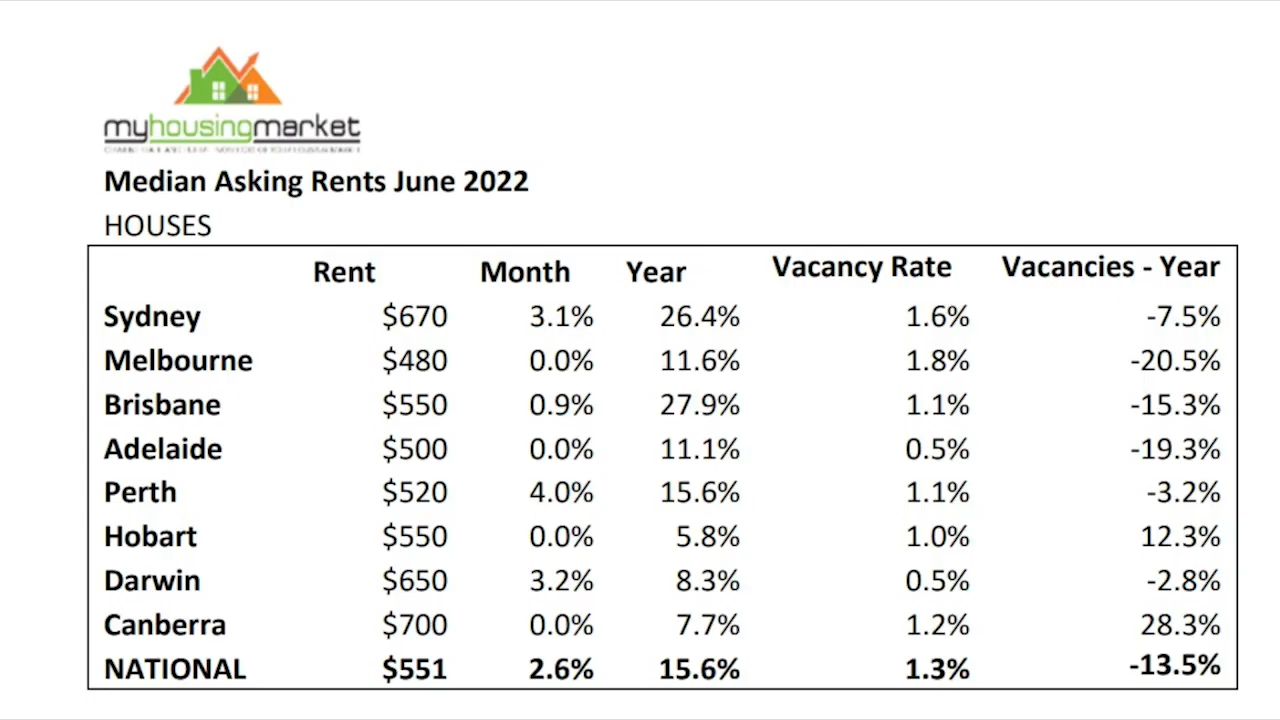 myhousingmarket
Median Asking Rents June 2022
HOUSES
Rent Month Year Vacancy Rate Vacancies - Year
Sydney $670 3.1% 26.4% 1.6% -7.5%
Melbourne $480 0.0% 11.6% 1.8% -20.5%
Brisbane $550 0.9% 27.9% 1.1% -15.3%
Adelaide $500 0.0% 11.1% 0.5% -19.3%
Perth $520 4.0% 15.6% 1.1% -3.2%
Hobart $550 0.0% 5.8% 1.0% 12.3%
Darwin $650 3.2% 8.3% 0.5% -2.8%
Canberra $700 0.0% 7.7% 1.2% 28.3%
NATIONAL $551 2.6% 15.6% 1.3% -13.5%